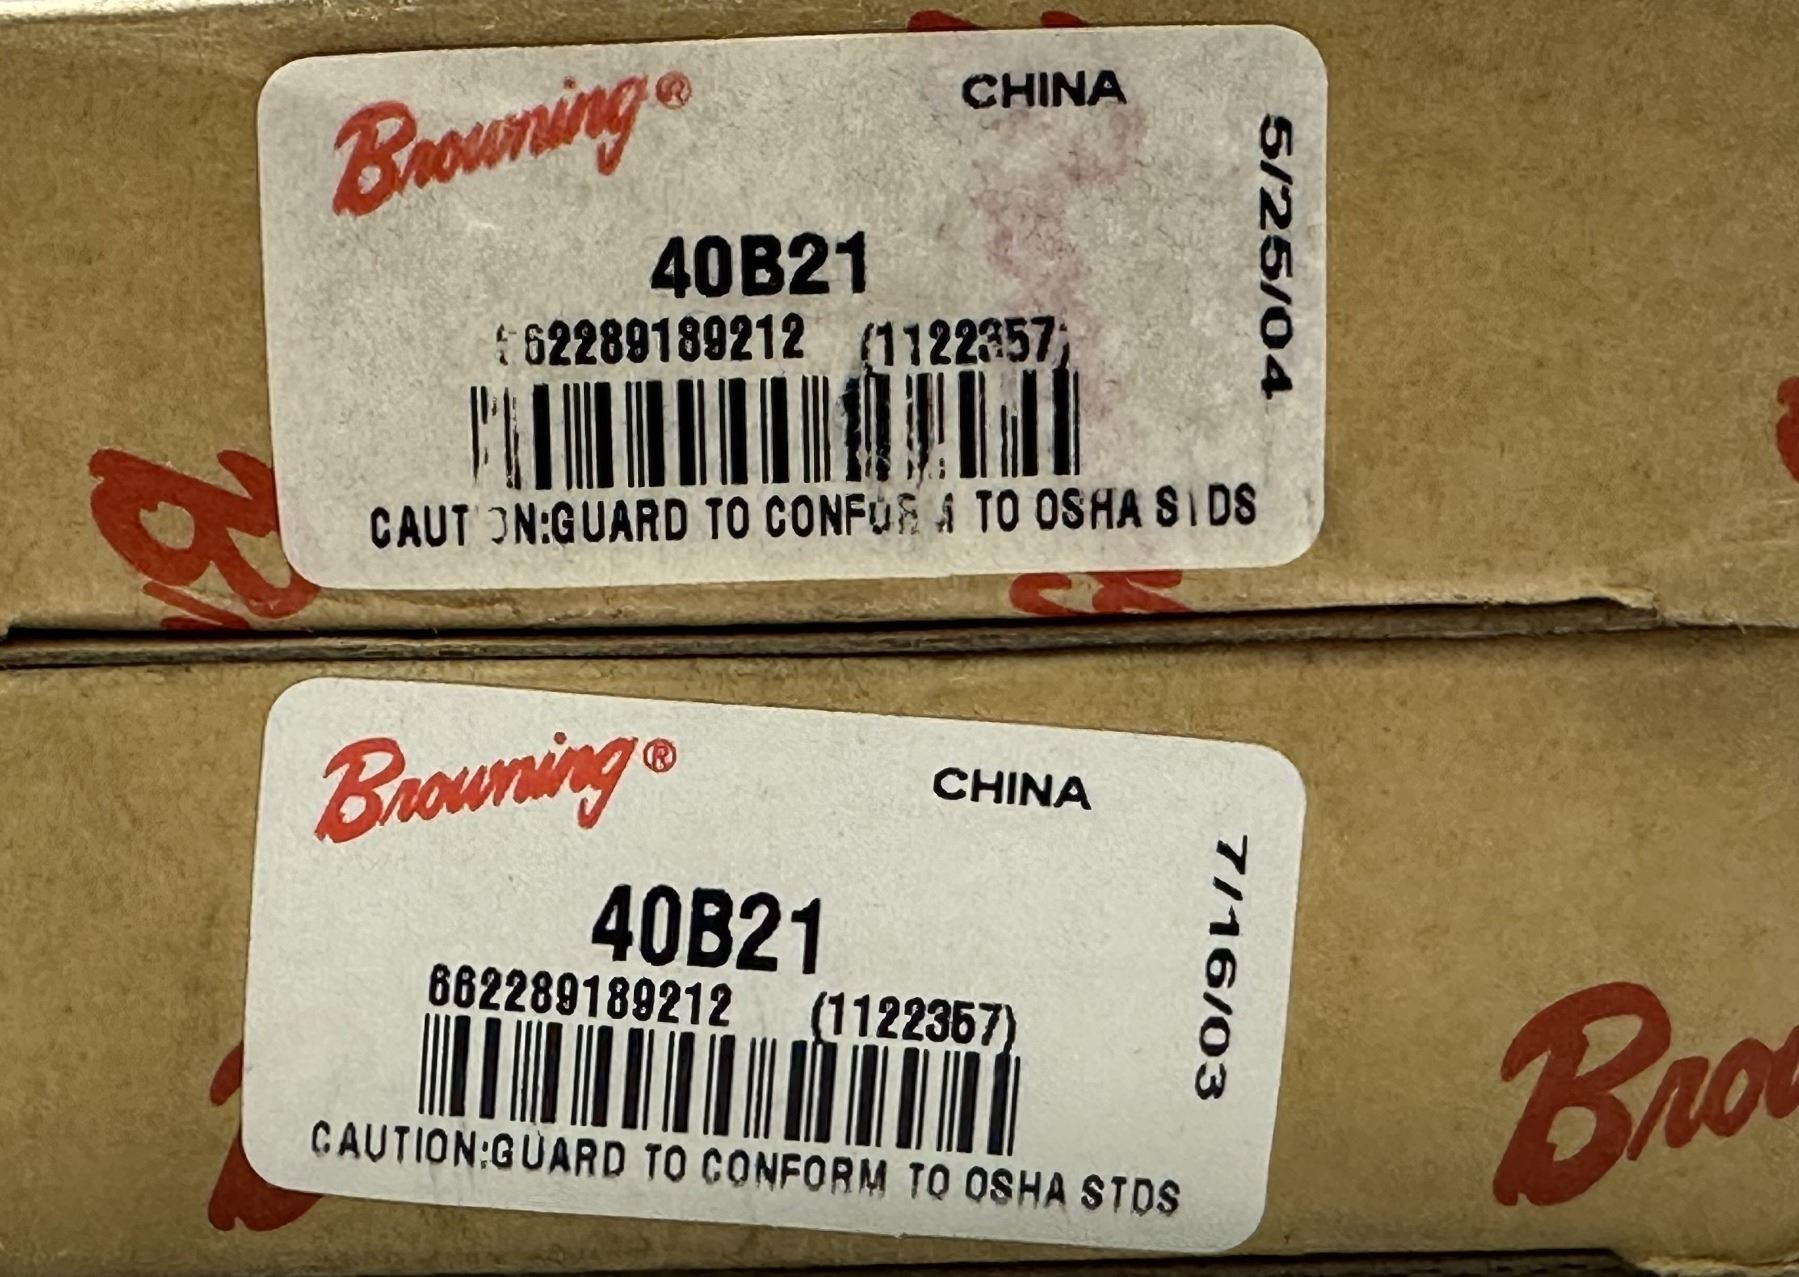 Browning® CHINA
5/25/04
40B21
662289189212 (1122357)
CAUTION:GUARD TO CONFORM TO OSHA STDS
Browning® CHINA
7/16/03
40B21
662289189212 (1122357)
CAUTION:GUARD TO CONFORM TO OSHA STDS